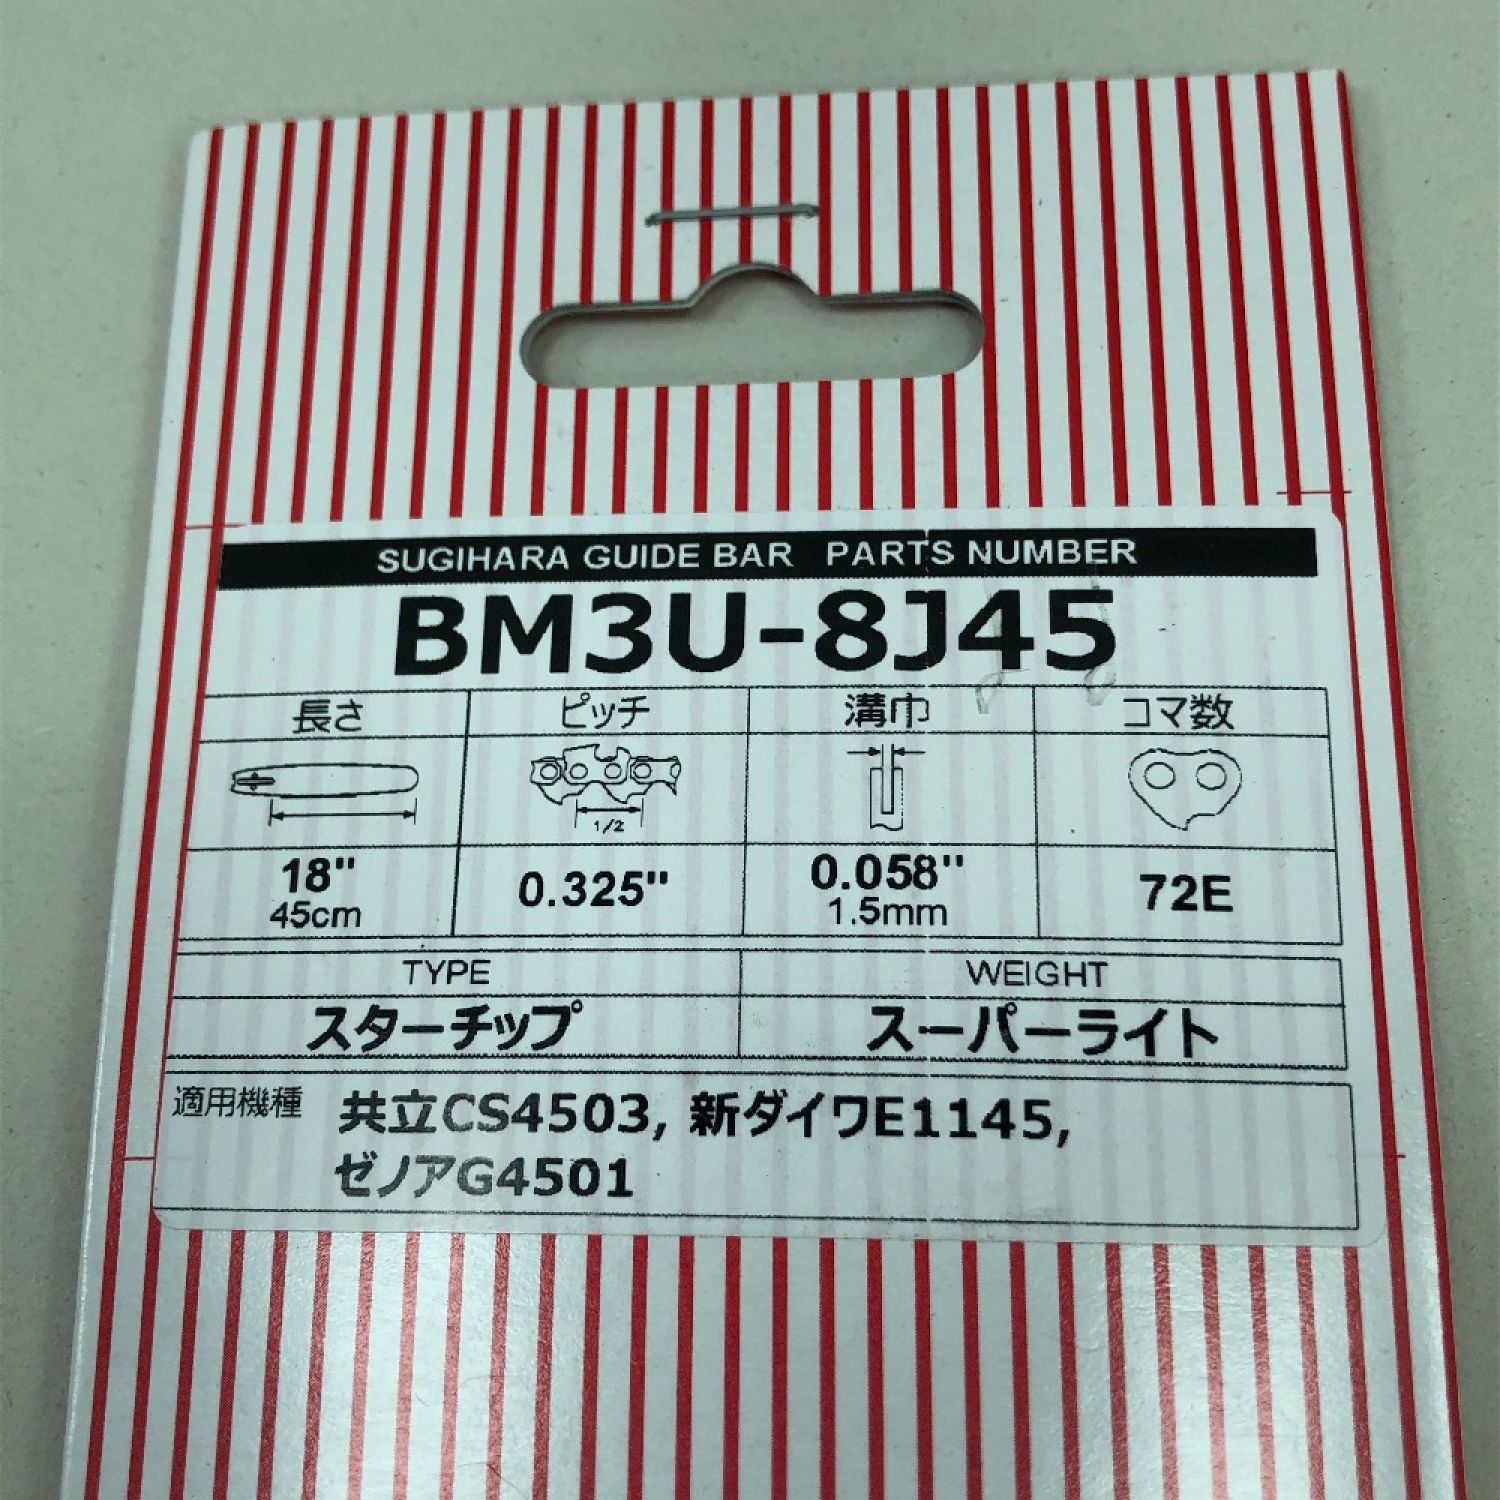 SUGIHARA GUIDE BAR PARTS NUMBER
BM3U-8J45
長さ ピッチ 溝巾 コマ数
1/2
18" 0.325" 0.058" 72E
45cm 1.5mm
TYPE WEIGHT
スターチップ スーパーライト
適用機種 共立CS4503, 新ダイワE1145,
ゼノアG4501